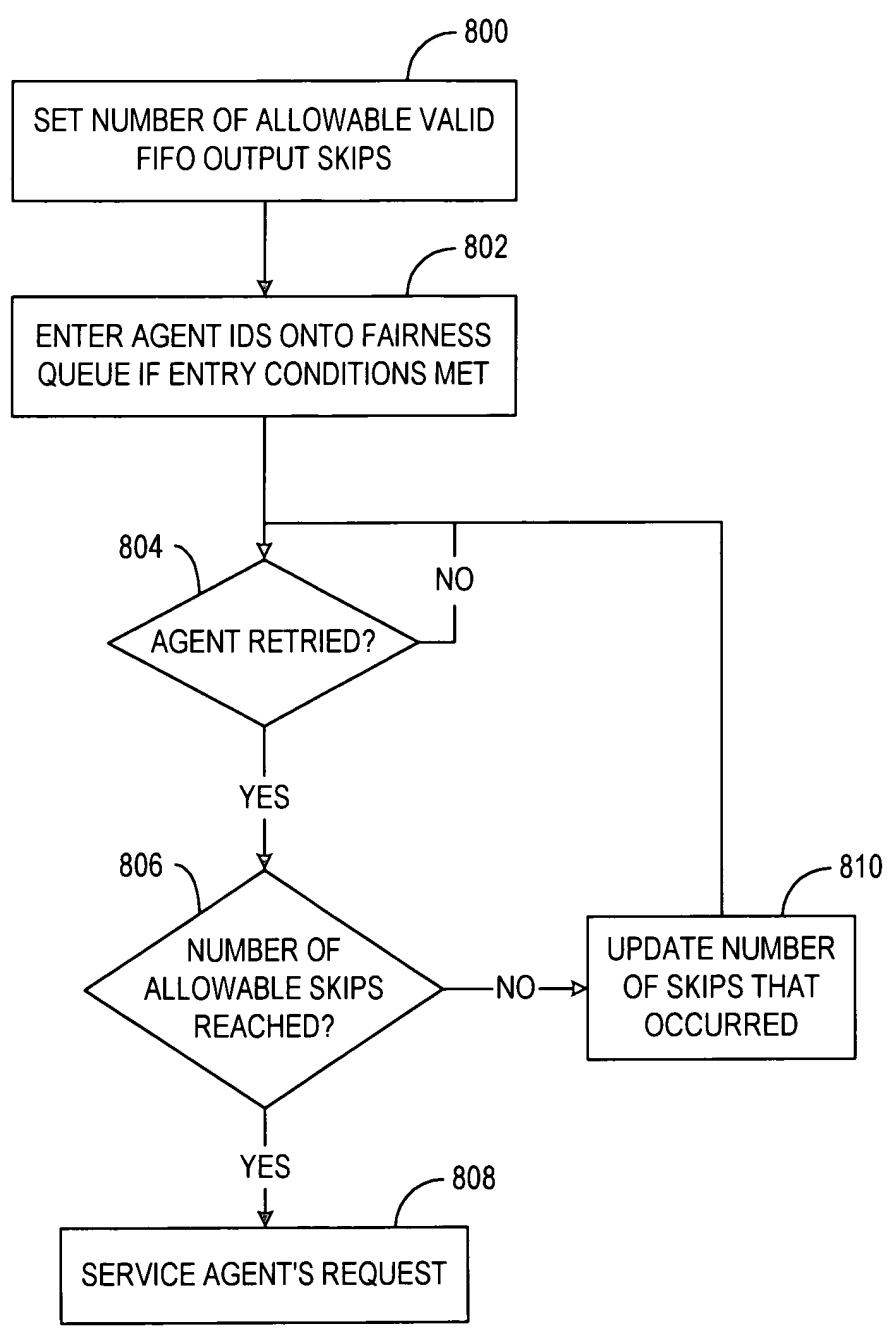 800
SET NUMBER OF ALLOWABLE VALID
FIFO OUTPUT SKIPS
802
ENTER AGENT IDS ONTO FAIRNESS
QUEUE IF ENTRY CONDITIONS MET
804
NO
AGENT RETRIED?
YES
806
810
NUMBER OF
ALLOWABLE SKIPS
REACHED?
NO
UPDATE NUMBER
OF SKIPS THAT
OCCURRED
YES
808
SERVICE AGENT'S REQUEST